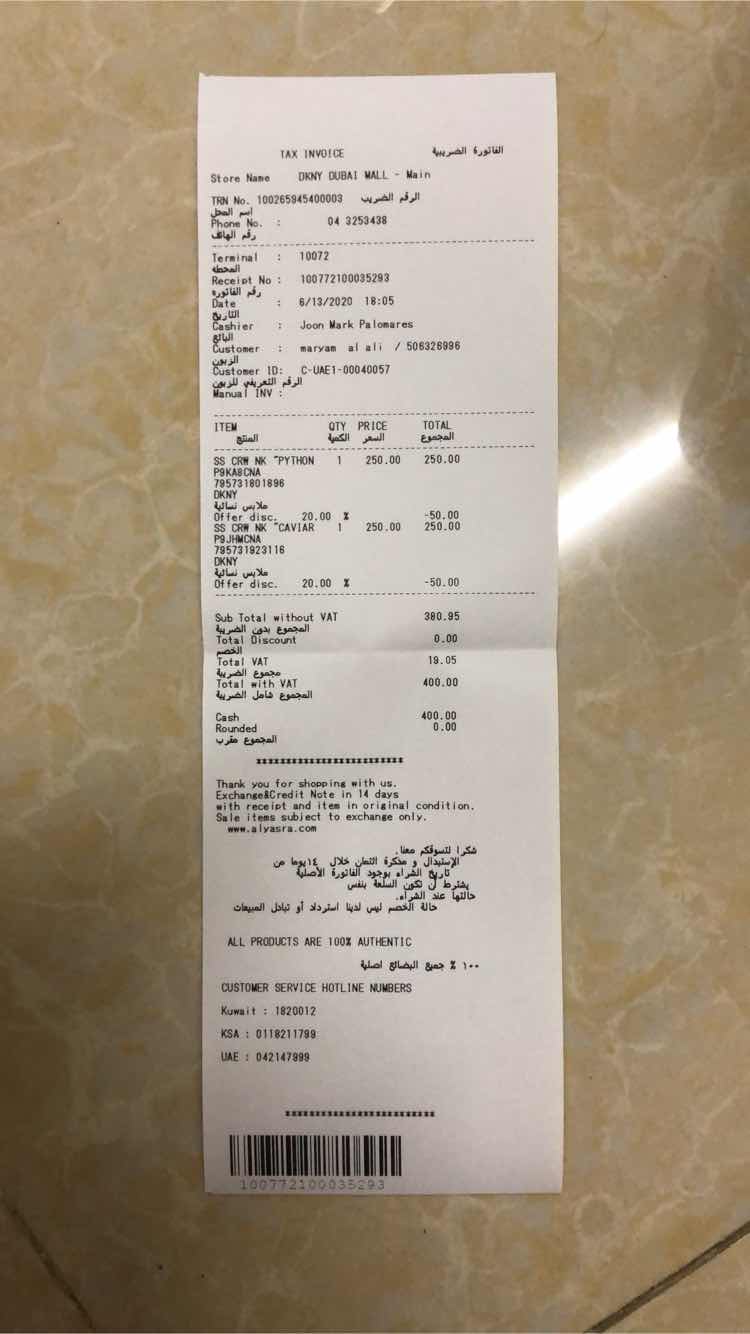 TAX INVOICE الفاتورة الضريبية
Store Name DKNY DUBAI MALL - Main
TRN No. 100265945400003 الرقم الضريب
اسم المحل
Phone No. : 04 3253438
رقم الهاتف
Terminal : 10072
المحطه
Receipt No : 100772100035293
رقم الفاتوره
Date : 6/13/2020 18:05
التاريخ
Cashier : Joon Mark Palomares
البائع
Customer : maryam al ali / 506326996
الزبون
Customer ID: C-UAE1-00040057
الرقم التعريفي للزبون
Manual INV :
ITEM QTY PRICE TOTAL
المنتج الكمية السعر المجموع
SS CRW NK "PYTHON 1 250.00 250.00
P9KA8CNA
795731801896
DKNY
ملابس نسائية
Offer disc. 20.00 % -50.00
SS CRW NK "CAVIAR 1 250.00 250.00
P9JHMCNA
795731923116
DKNY
ملابس نسائية
Offer disc. 20.00 % -50.00
Sub Total without VAT 380.95
المجموع بدون الضريبة
Total Discount 0.00
الخصم
Total VAT 19.05
مجموع الضريبة
Total with VAT 400.00
المجموع شامل الضريبة
Cash 400.00
Rounded 0.00
المجموع مقرب
*************************
Thank you for shopping with us.
Exchange&Credit Note in 14 days
with receipt and item in original condition.
Sale items subject to exchange only.
www.alyasra.com
شكرا لتسوقكم معنا.
الإستبدال و مذكرة الثمان خلال ١٤يوما من
تاريخ الشراء بوجود الفاتورة الأصلية
يشترط أن تكون السلعة بنفس
حالتها عند الشراء.
حالة الخصم ليس لدينا استرداد أو تبادل المبيعات
ALL PRODUCTS ARE 100% AUTHENTIC
١٠٠ % جميع البضائع اصلية
CUSTOMER SERVICE HOTLINE NUMBERS
Kuwait : 1820012
KSA : 0118211799
UAE : 042147999
*************************
100772100035293